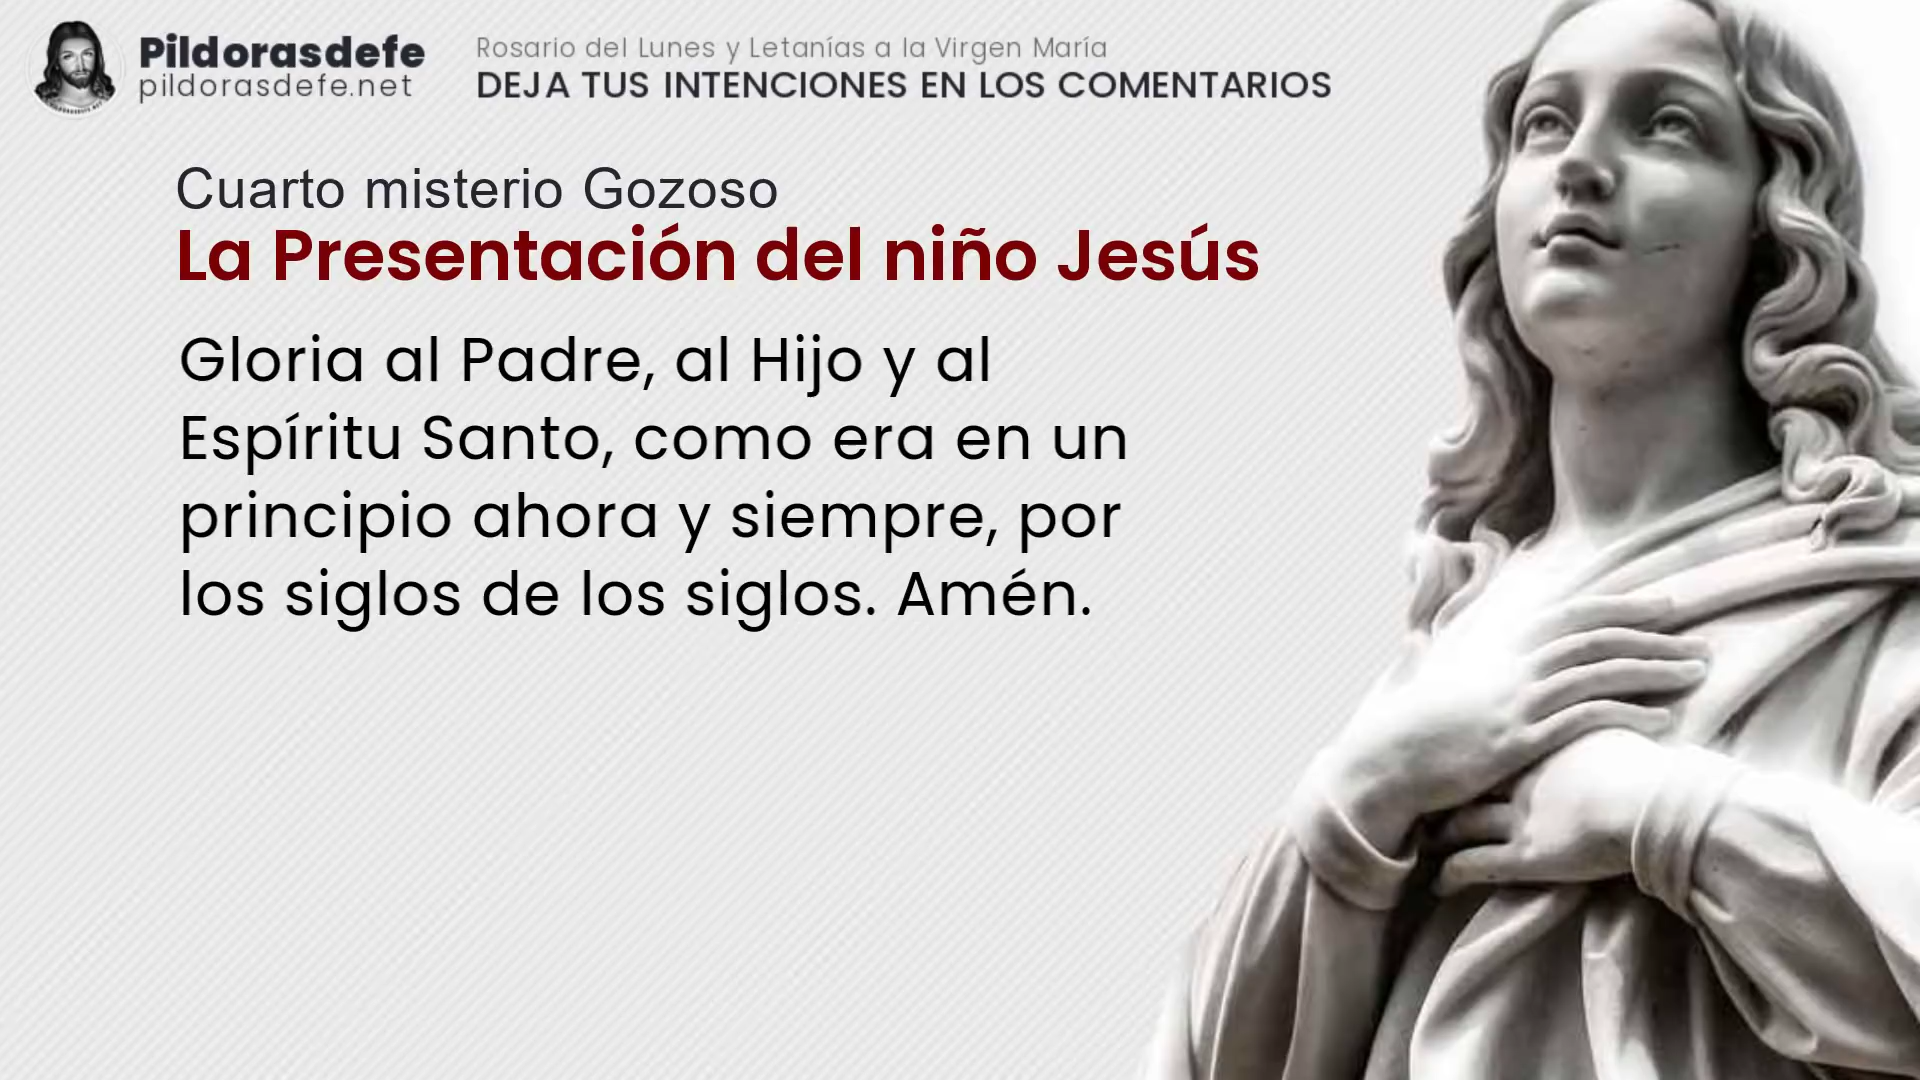 Pildorasdefe
pildorasdefe.net
Rosario del Lunes y Letanías a la Virgen María
DEJA TUS INTENCIONES EN LOS COMENTARIOS
Cuarto misterio Gozoso
La Presentación del niño Jesús
Gloria al Padre, al Hijo y al
Espíritu Santo, como era en un
principio ahora y siempre, por
los siglos de los siglos. Amén.